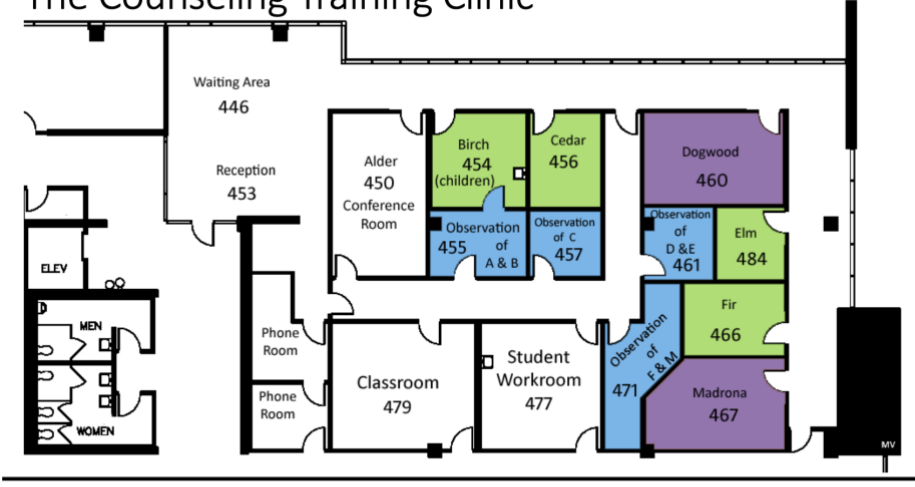 The Counseling Training Clinic
Waiting Area
446
Reception
453
Alder
450
Conference
Room
Birch
454
(children)
Cedar
456
Dogwood
460
Observation
of
A & B
455
Observation
of C
457
Observation
of
D &E
461
Elm
484
ELEV
MEN
WOMEN
Phone
Room
Phone
Room
Classroom
479
Student
Workroom
477
Observation
of
F & M
471
Fir
466
Madrona
467
MV